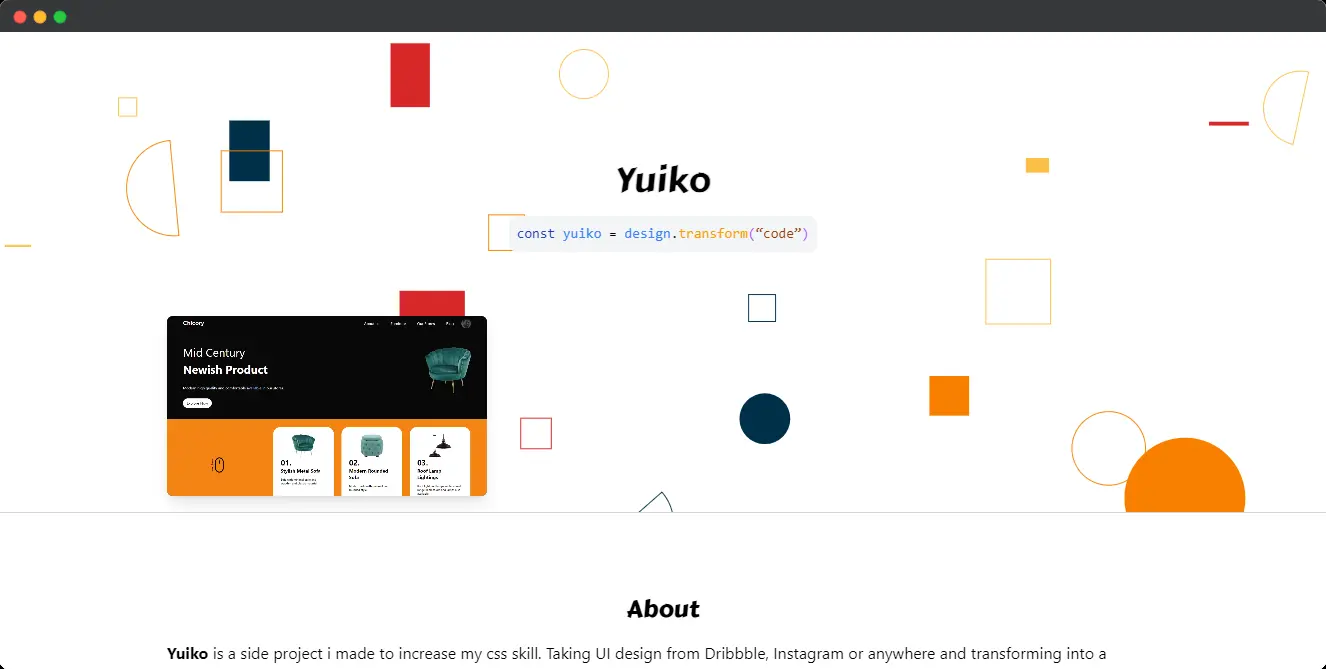 Yuiko
const yuiko = design.transform(“code”)
Chicory
Mid Century
Newish Product
01.
Stylish Metal Sofa
02.
Modern Rounded
Sofa
03.
Roof Lamp
Lightings
About
Yuiko is a side project i made to increase my css skill. Taking UI design from Dribbble, Instagram or anywhere and transforming into a